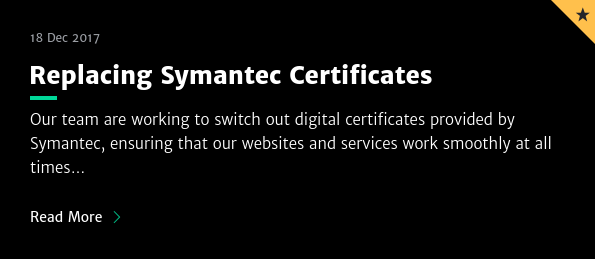 18 Dec 2017
Replacing Symantec Certificates
Our team are working to switch out digital certificates provided by
Symantec, ensuring that our websites and services work smoothly at all
times...
Read More